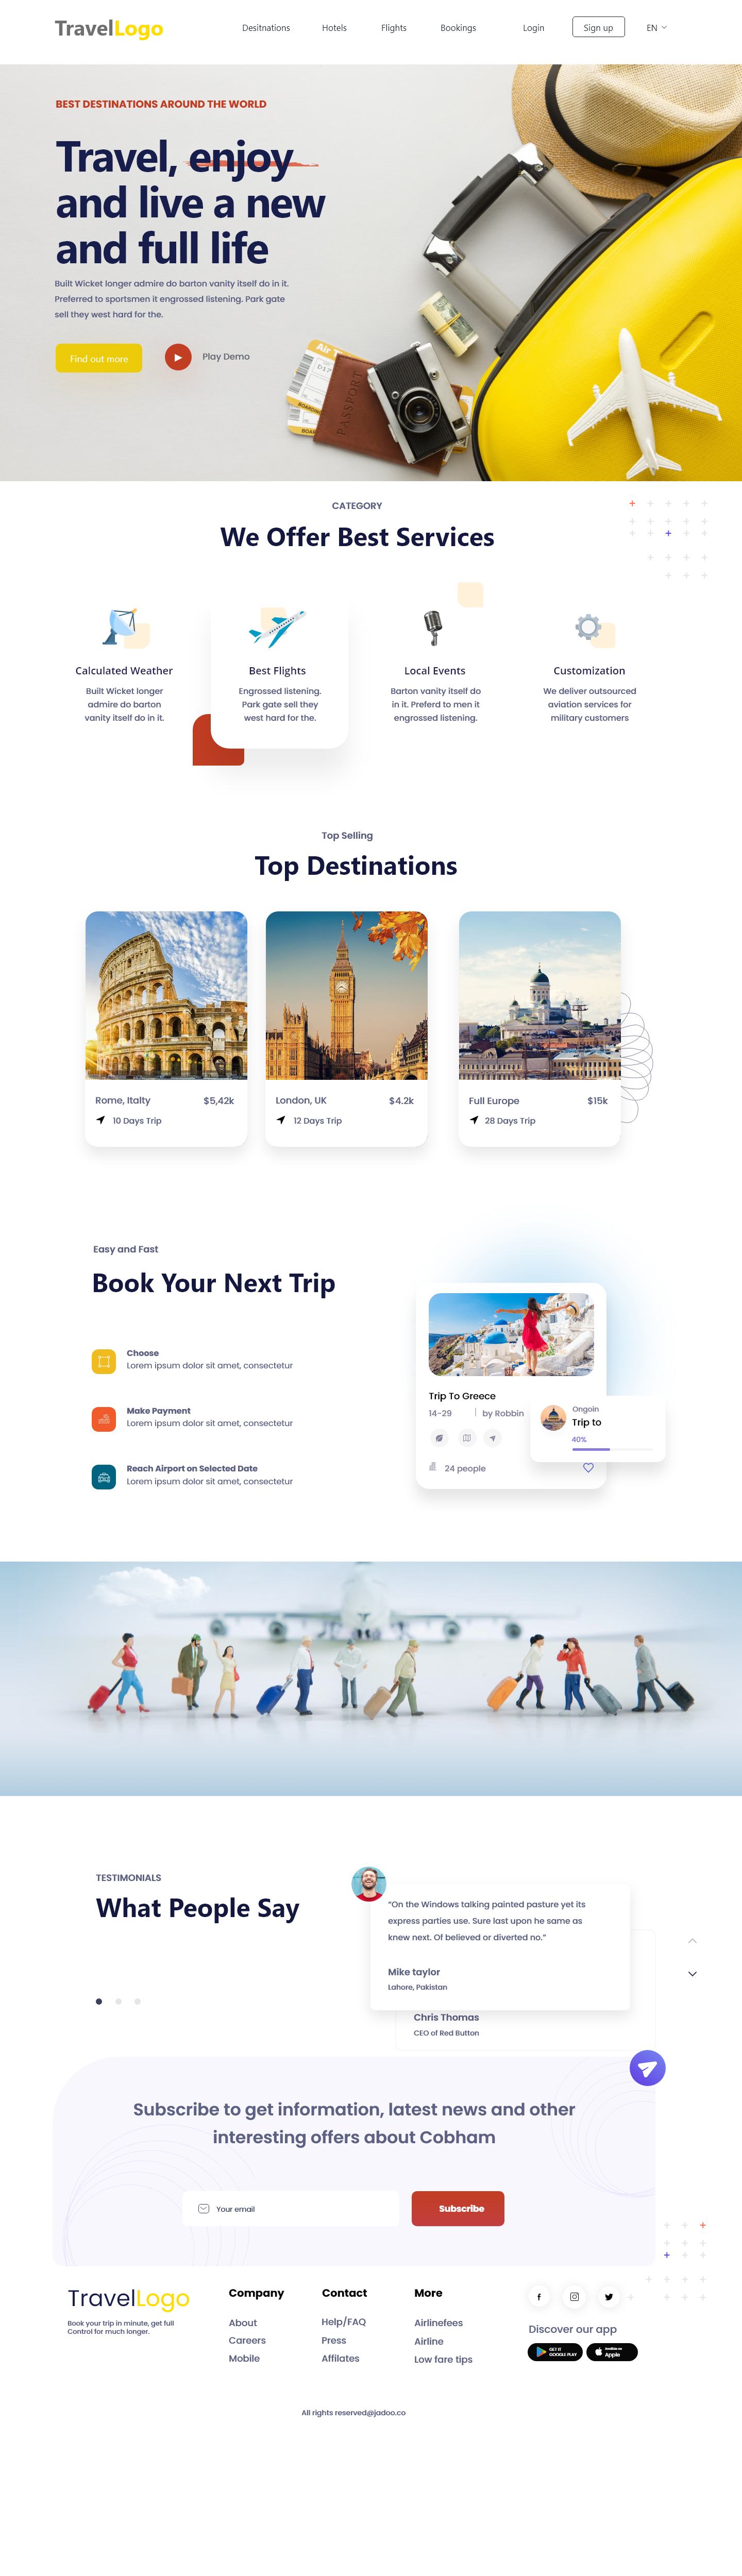 TravelLogo
Desitnations
Hotels
Flights
Bookings
Login
Sign up
EN
BEST DESTINATIONS AROUND THE WORLD
Travel, enjoy
and live a new
and full life
Built Wicket longer admire do barton vanity itself do in it.
Preferred to sportsmen it engrossed listening. Park gate
sell they west hard for the.
Find out more
Play Demo
Air
PASSPORT
CATEGORY
We Offer Best Services
Calculated Weather
Built Wicket longer
admire do barton
vanity itself do in it.
Best Flights
Engrossed listening.
Park gate sell they
west hard for the.
Local Events
Barton vanity itself do
in it. Preferd to men it
engrossed listening.
Customization
We deliver outsourced
aviation services for
military customers
Top Selling
Top Destinations
Rome, Italty
$5,42k
10 Days Trip
London, UK
$4.2k
12 Days Trip
Full Europe
$15k
28 Days Trip
Easy and Fast
Book Your Next Trip
Choose
Lorem ipsum dolor sit amet, consectetur
Make Payment
Lorem ipsum dolor sit amet, consectetur
Reach Airport on Selected Date
Lorem ipsum dolor sit amet, consectetur
Trip To Greece
14-29 | by Robbin
24 people
Ongoin
Trip to
40%
TESTIMONIALS
What People Say
“On the Windows talking painted pasture yet its
express parties use. Sure last upon he same as
knew next. Of believed or diverted no.”
Mike taylor
Lahore, Pakistan
Chris Thomas
CEO of Red Button
Subscribe to get information, latest news and other
interesting offers about Cobham
Your email
Subscribe
TravelLogo
Book your trip in minute, get full
Control for much longer.
Company
About
Careers
Mobile
Contact
Help/FAQ
Press
Affilates
More
Airlinefees
Airline
Low fare tips
Discover our app
GET IT
GOOGLE PLAY
Available on
Apple
All rights reserved@jadoo.co